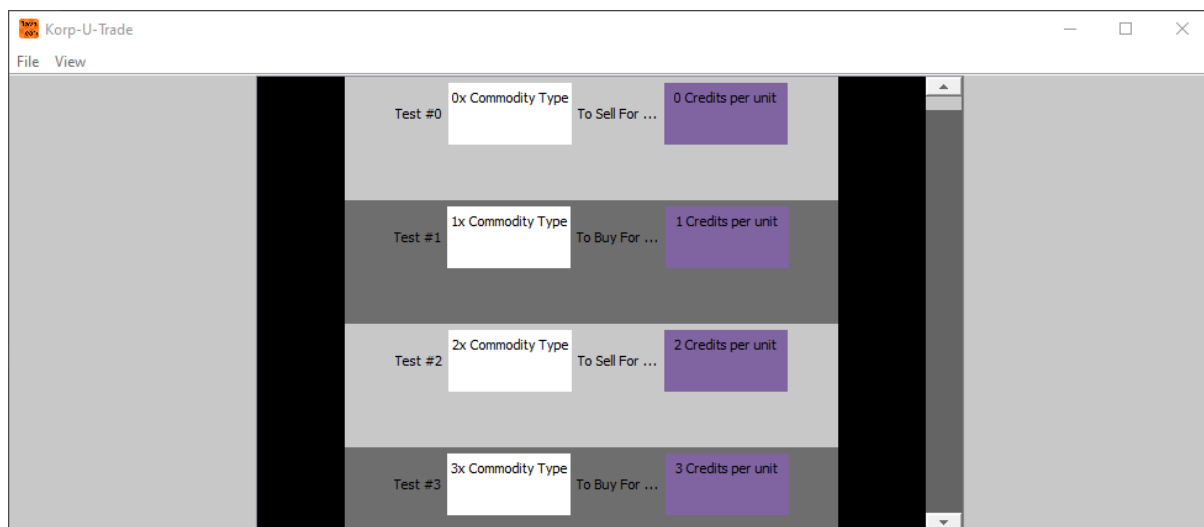 Korp-U-Trade
File View
Test #0 0x Commodity Type To Sell For ... 0 Credits per unit
Test #1 1x Commodity Type To Buy For ... 1 Credits per unit
Test #2 2x Commodity Type To Sell For ... 2 Credits per unit
Test #3 3x Commodity Type To Buy For ... 3 Credits per unit